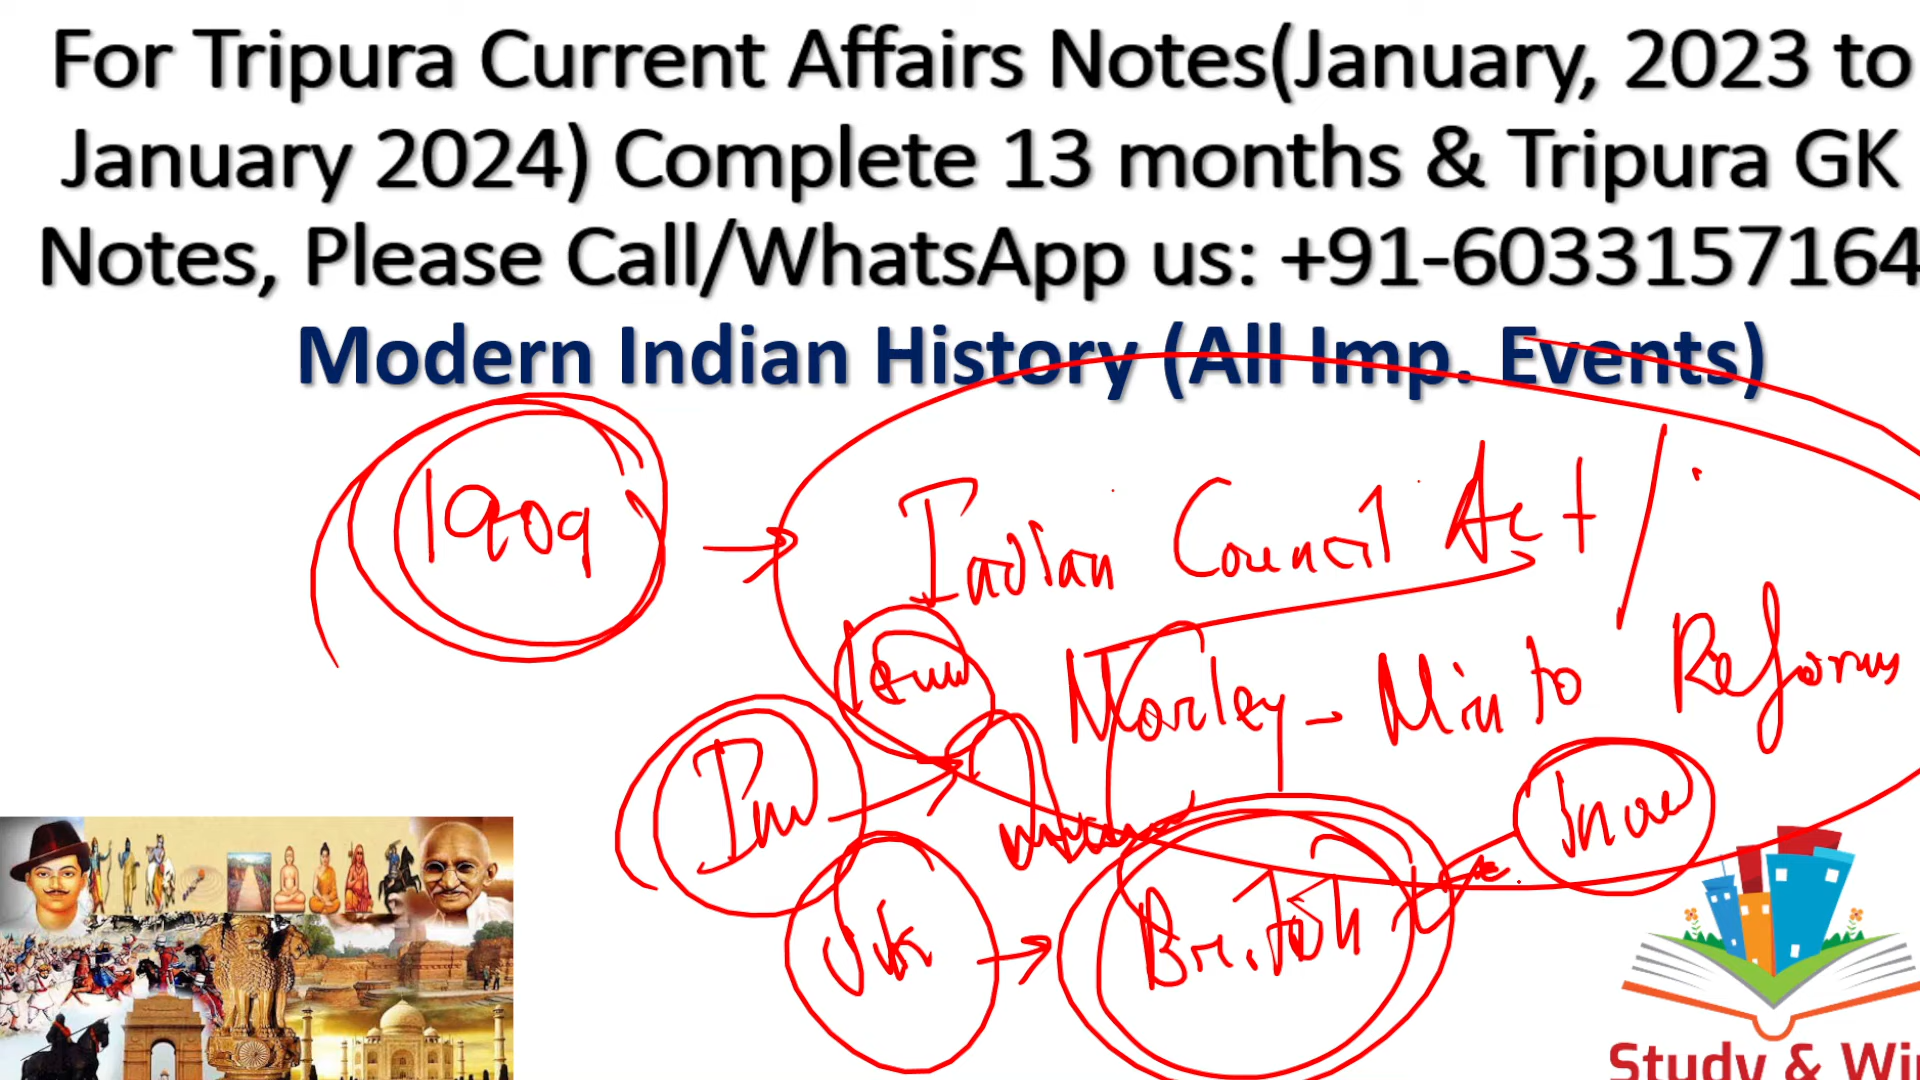 For Tripura Current Affairs Notes(January, 2023 to
January 2024) Complete 13 months & Tripura GK
Notes, Please Call/WhatsApp us: +91-6033157164
Modern Indian History (All Imp. Events)
1909 → Indian Council Act /
Morley - Minto Reforms
British
Study & Wi